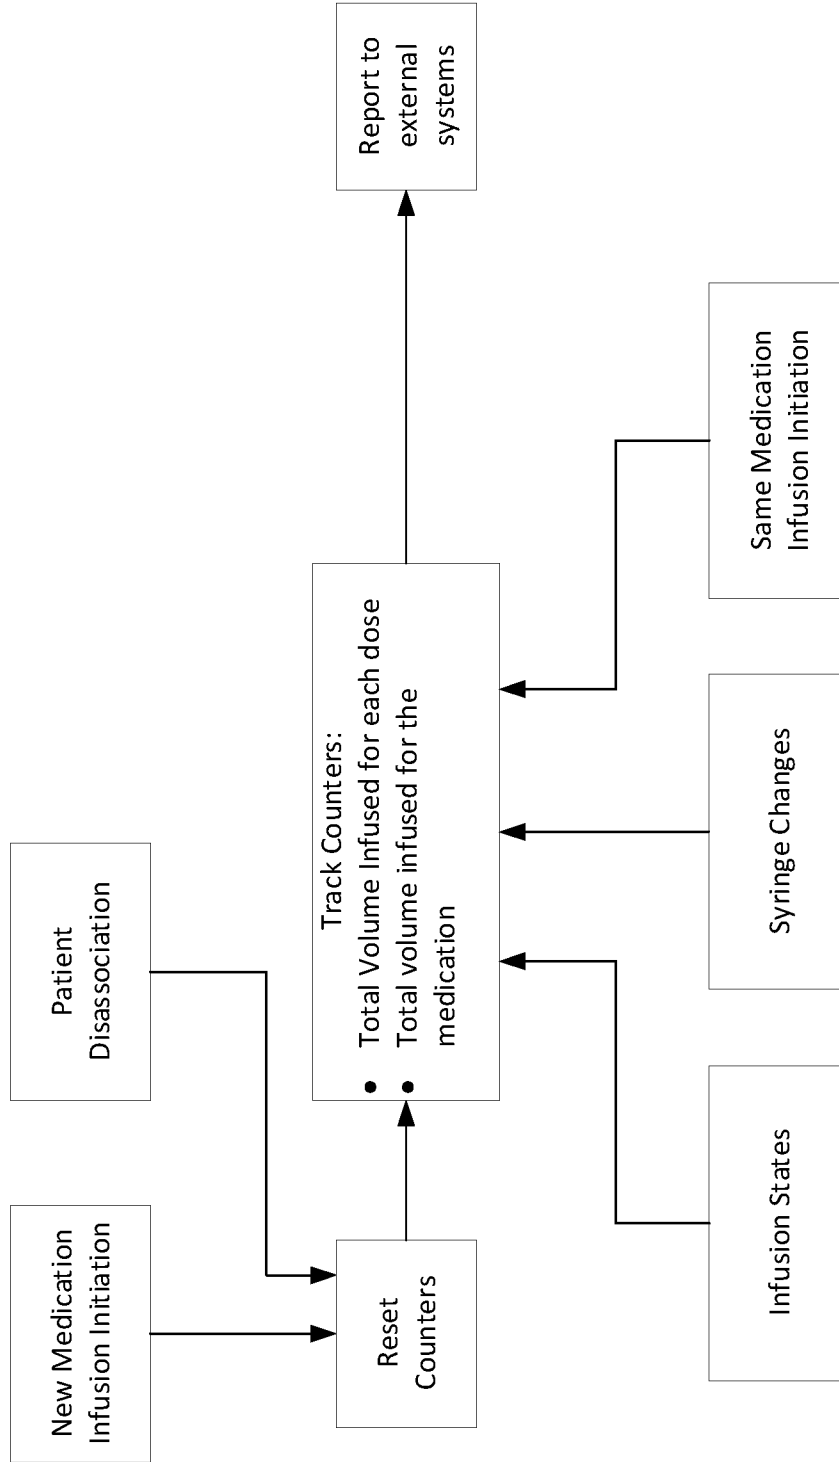 New Medication
Infusion Initiation
Patient
Disassociation
Reset
Counters
Track Counters:
• Total Volume Infused for each dose
• Total volume infused for the
medication
Report to
external
systems
Infusion States
Syringe Changes
Same Medication
Infusion Initiation